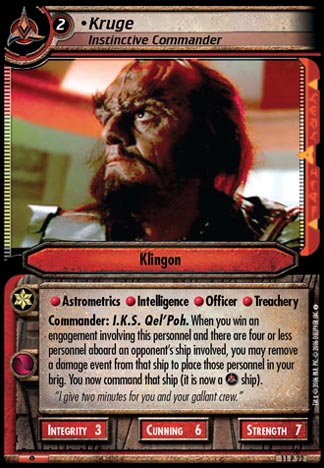 2 • Kruge
Instinctive Commander
Klingon
Astrometrics Intelligence Officer Treachery
Commander: I.K.S. Qel'Poh. When you win an
engagement involving this personnel and there are four or less
personnel aboard an opponent's ship involved, you may remove
a damage event from that ship to place those personnel in your
brig. You now command that ship (it is now a ship).
"I give two minutes for you and your gallant crew."
INTEGRITY 3 CUNNING 6 STRENGTH 7